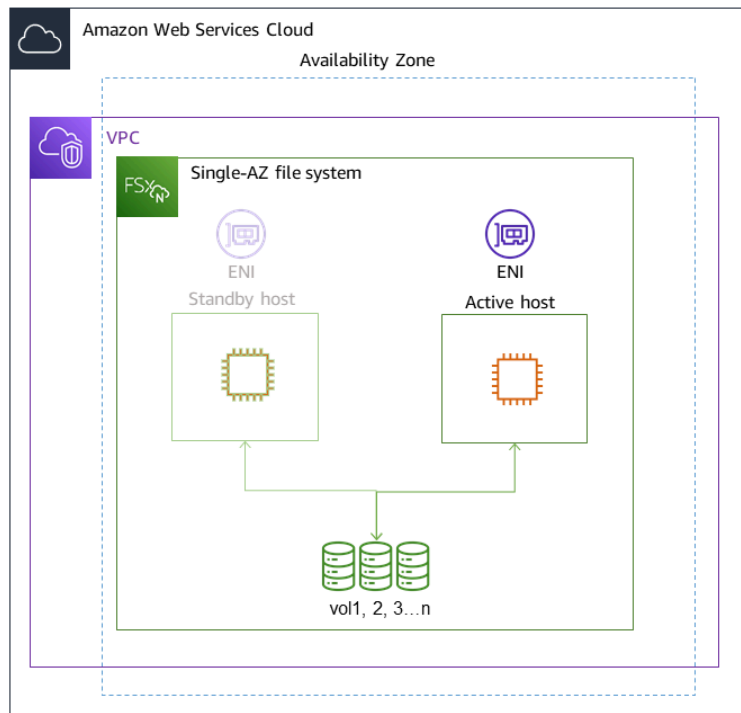 Amazon Web Services Cloud
Availability Zone
VPC
FSx
N
Single-AZ file system
ENI
Standby host
ENI
Active host
vol1, 2, 3...n